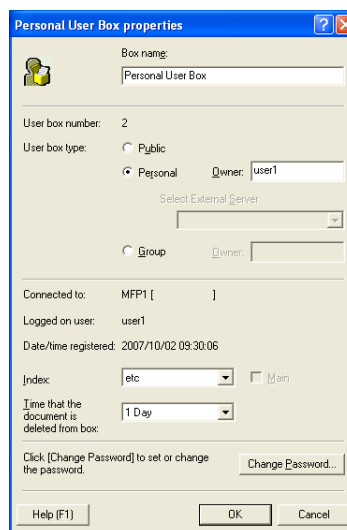 Personal User Box properties
Box name:
Personal User Box
User box number: 2
User box type: Public
Personal Owner: user1
Select External Server
Group Owner:
Connected to: MFP1 [ ]
Logged on user: user1
Date/time registered: 2007/10/02 09:30:06
Index: etc Main
Time that the
document is
deleted from box: 1 Day
Click [Change Password] to set or change
the password.
Change Password...
Help (F1) OK Cancel